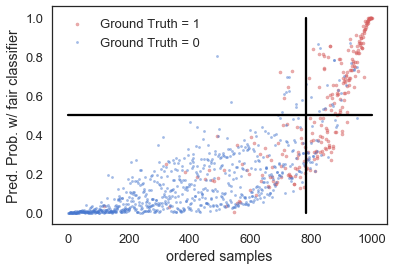 Pred. Prob. w/ fair classifier
1.0
0.8
0.6
0.4
0.2
0.0
Ground Truth = 1
Ground Truth = 0
0 200 400 600 800 1000
ordered samples